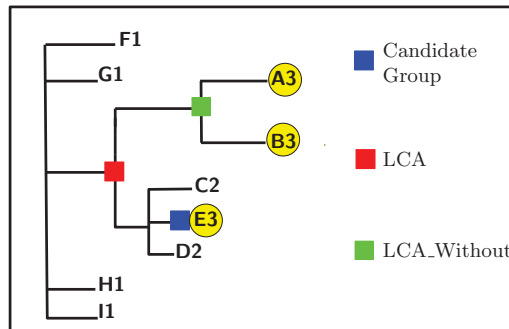 F1
G1
A3
B3
C2
E3
D2
H1
I1
Candidate
Group
LCA
LCA_Without